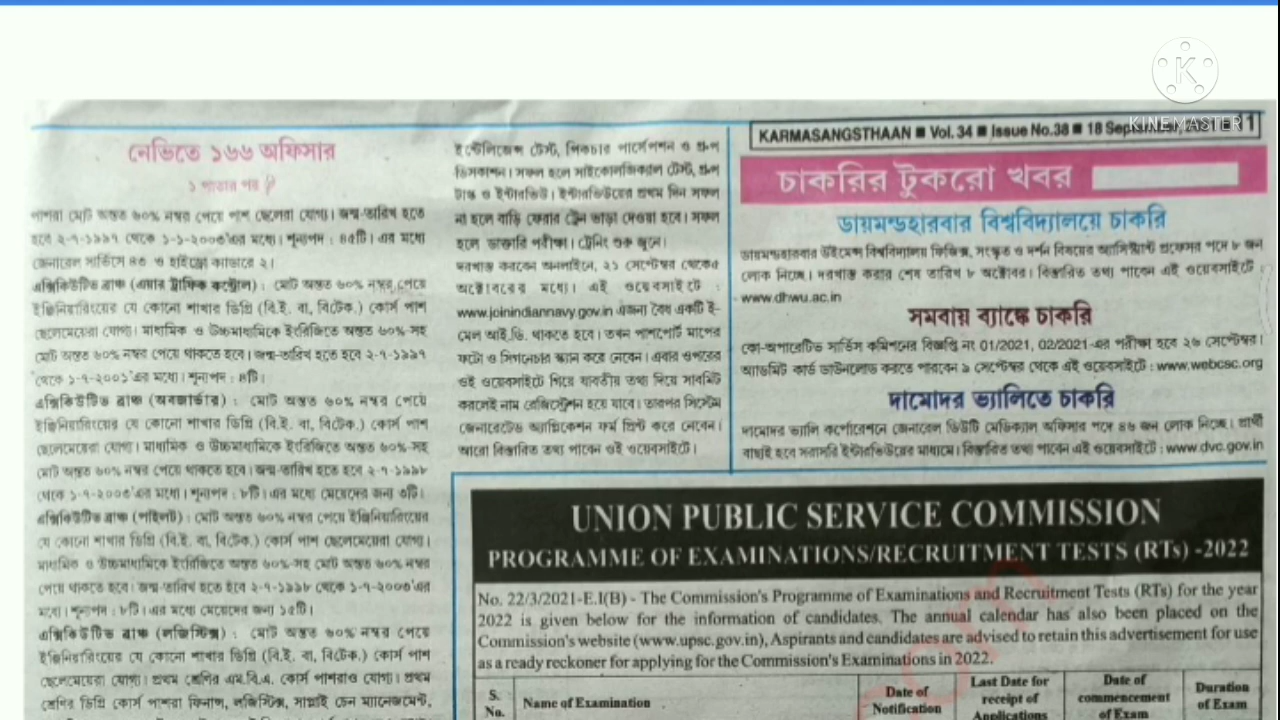 KINEMASTER
KARMASANGSTHAAN ■ Vol. 34 ■ Issue No.38 ■ 18
নেভিতে ১৬৬ অফিসার
১ পাতার পর
পাশরা মোট অন্তত ৬০% নম্বর পেয়ে পাশ ছেলেরা যোগ্য। জন্ম-তারিখ হতে
হবে ২-৭-১৯৯৭ থেকে ১-১-২০০৩'এর মধ্যে। শূন্যপদ : ৪৫টি। এর মধ্যে
জেনারেল সার্ভিসে ৪৩ ও হাইড্রো ক্যাডারে ২।
এক্সিকিউটিভ ব্রাঞ্চ (এয়ার ট্রাফিক কন্ট্রোল) : মোট অন্তত ৬০% নম্বর পেয়ে
ইঞ্জিনিয়ারিংয়ের যে কোনো শাখার ডিগ্রি (বি.ই. বা, বি.টেক.) কোর্স পাশ
ছেলেমেয়েরা যোগ্য। মাধ্যমিক ও উচ্চমাধ্যমিকে ইংরিজিতে অন্তত ৬০%-সহ
মোট অন্তত ৬০% নম্বর পেয়ে থাকতে হবে। জন্ম-তারিখ হতে হবে ২-৭-১৯৯৭
থেকে ১-৭-২০০১'এর মধ্যে। শূন্যপদ : ৪টি।
এক্সিকিউটিভ ব্রাঞ্চ (অবজার্ভার) : মোট অন্তত ৬০% নম্বর পেয়ে
ইঞ্জিনিয়ারিংয়ের যে কোনো শাখার ডিগ্রি (বি.ই. বা, বি.টেক.) কোর্স পাশ
ছেলেমেয়েরা যোগ্য। মাধ্যমিক ও উচ্চমাধ্যমিকে ইংরিজিতে অন্তত ৬০%-সহ
মোট অন্তত ৬০% নম্বর পেয়ে থাকতে হবে। জন্ম-তারিখ হতে হবে ২-৭-১৯৯৮
থেকে ১-৭-২০০৩'এর মধ্যে। শূন্যপদ : ৮টি। এর মধ্যে মেয়েদের জন্য ৩টি।
এক্সিকিউটিভ ব্রাঞ্চ (পাইলট) : মোট অন্তত ৬০% নম্বর পেয়ে ইঞ্জিনিয়ারিংয়ের
যে কোনো শাখার ডিগ্রি (বি.ই. বা, বি.টেক.) কোর্স পাশ ছেলেমেয়েরা যোগ্য।
মাধ্যমিক ও উচ্চমাধ্যমিকে ইংরিজিতে অন্তত ৬০%-সহ মোট অন্তত ৬০% নম্বর
পেয়ে থাকতে হবে। জন্ম-তারিখ হতে হবে ২-৭-১৯৯৮ থেকে ১-৭-২০০৩'এর
মধ্যে। শূন্যপদ : টি। এর মধ্যে মেয়েদের জন্য টি।
এক্সিকিউটিভ ব্রাঞ্চ (লজিস্টিক্স) : মোট অন্তত ৬০% নম্বর পেয়ে
ইঞ্জিনিয়ারিংয়ের যে কোনো শাখার ডিগ্রি (বি.ই. বা, বি.টেক.) কোর্স পাশ
ছেলেমেয়েরা যোগ্য। প্রথম শ্রেণির এম.বি.এ. কোর্স পাশরাও যোগ্য। প্রথম
শ্রেণির ডিগ্রি কোর্স পাশরা ফিনান্স, লজিস্টিক্স, সাপ্লাই চেন ম্যানেজমেন্ট,
ইন্টেলিজেন্স টেস্ট, পিকচার পার্সেপশন ও গ্রুপ
ডিসকাশন। সফল হলে সাইকোলজিক্যাল টেস্ট, গ্রুপ
টাস্ক ও ইন্টারভিউ। ইন্টারভিউয়ের প্রথম দিন সফল
না হলে বাড়ি ফেরার ট্রেন ভাড়া দেওয়া হবে। সফল
হলে ডাক্তারি পরীক্ষা। ট্রেনিং শুরু জুনে।
দরখাস্ত করবেন অনলাইনে, ২১ সেপ্টেম্বর থেকে ৫
অক্টোবরের মধ্যে। এই ওয়েবসাইটে :
www.joinindiannavy.gov.in এজন্য বৈধ একটি ই-
মেল আই.ডি. থাকতে হবে। তখন পাশপোর্ট মাপের
ফটো ও সিগনেচার স্ক্যান করে নেবেন। এবার ওপরের
ওই ওয়েবসাইটে গিয়ে যাবতীয় তথ্য দিয়ে সাবমিট
করলেই নাম রেজিস্ট্রেশন হয়ে যাবে। তারপর সিস্টেম
জেনারেটেড অ্যাপ্লিকেশন ফর্ম প্রিন্ট করে নেবেন।
আরো বিস্তারিত তথ্য পাবেন ওই ওয়েবসাইটে।
চাকরির টুকরো খবর
ডায়মন্ডহারবার বিশ্ববিদ্যালয়ে চাকরি
ডায়মন্ডহারবার উইমেন্স বিশ্ববিদ্যালয় ফিজিক্স, সংস্কৃত ও দর্শন বিষয়ের অ্যাসিস্ট্যান্ট প্রফেসর পদে ৮ জন
লোক নিচ্ছে। দরখাস্ত করার শেষ তারিখ ৮ অক্টোবর। বিস্তারিত তথ্য পাবেন এই ওয়েবসাইটে :
www.dhwu.ac.in
সমবায় ব্যাঙ্কে চাকরি
কো-অপারেটিভ সার্ভিস কমিশনের বিজ্ঞপ্তি নং 01/2021, 02/2021-এর পরীক্ষা হবে ২৬ সেপ্টেম্বর।
অ্যাডমিট কার্ড ডাউনলোড করতে পারবেন ৯ সেপ্টেম্বর থেকে এই ওয়েবসাইটে : www.webcsc.org
দামোদর ভ্যালিতে চাকরি
দামোদর ভ্যালি কর্পোরেশনে জেনারেল ডিউটি মেডিক্যাল অফিসার পদে ৪৬ জন লোক নিচ্ছে। প্রার্থী
বাছাই হবে সরাসরি ইন্টারভিউয়ের মাধ্যমে। বিস্তারিত তথ্য পাবেন এই ওয়েবসাইটে : www.dvc.gov.in
UNION PUBLIC SERVICE COMMISSION
PROGRAMME OF EXAMINATIONS/RECRUITMENT TESTS (RTs) -2022
No. 22/3/2021-E.I(B) - The Commission's Programme of Examinations and Recruitment Tests (RTs) for the year
2022 is given below for the information of candidates. The annual calendar has also been placed on the
Commission's website (www.upsc.gov.in), Aspirants and candidates are advised to retain this advertisement for use
as a ready reckoner for applying for the Commission's Examinations in 2022.
S. No.
Name of Examination
Date of Notification
Last Date for receipt of Applications
Date of commencement of Exam
Duration of Exam